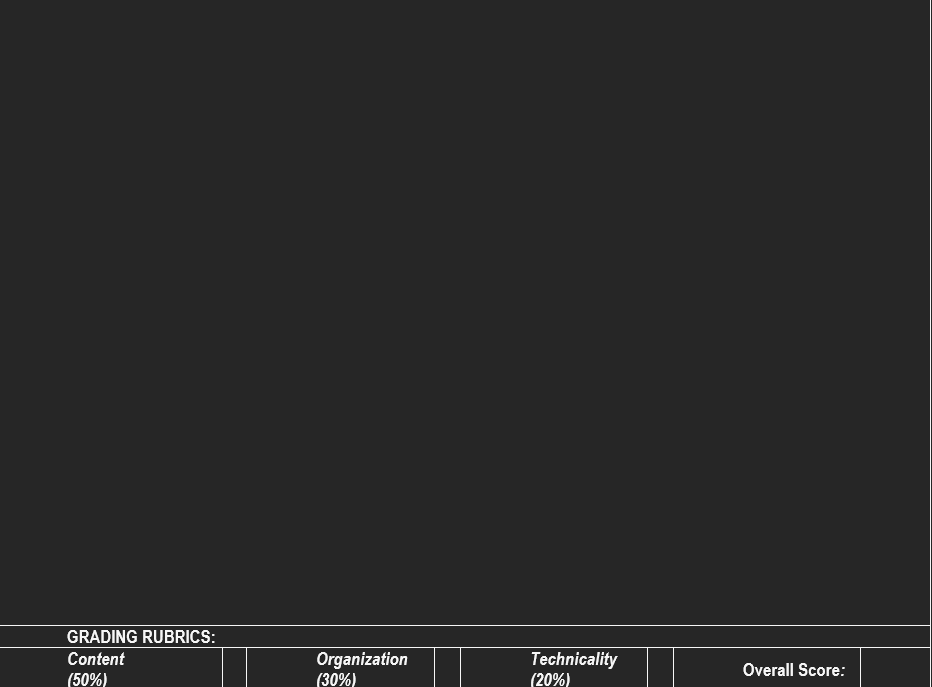 GRADING RUBRICS:
Content
(50%)
Organization
(30%)
Technicality
(20%)
Overall Score: